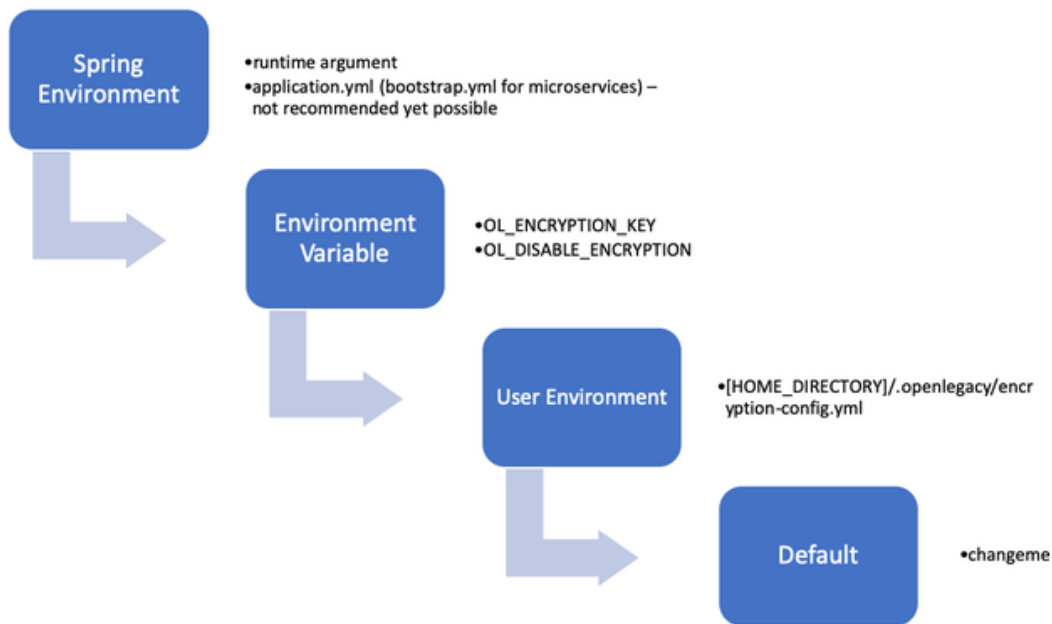 Spring
Environment
•runtime argument
•application.yml (bootstrap.yml for microservices) –
not recommended yet possible
Environment
Variable
•OL_ENCRYPTION_KEY
•OL_DISABLE_ENCRYPTION
User Environment
•[HOME_DIRECTORY]/.openlegacy/encr
yption-config.yml
Default
•changeme